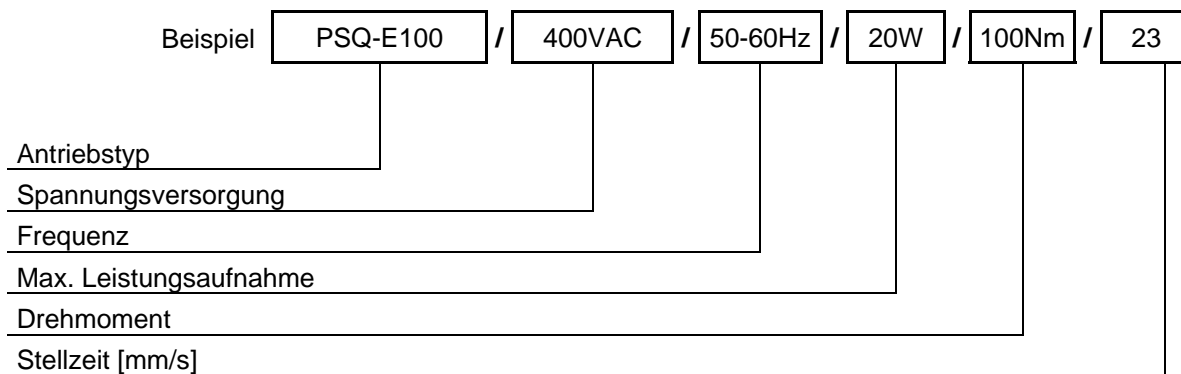 Beispiel PSQ-E100 / 400VAC / 50-60Hz / 20W / 100Nm / 23
Antriebstyp
Spannungsversorgung
Frequenz
Max. Leistungsaufnahme
Drehmoment
Stellzeit [mm/s]